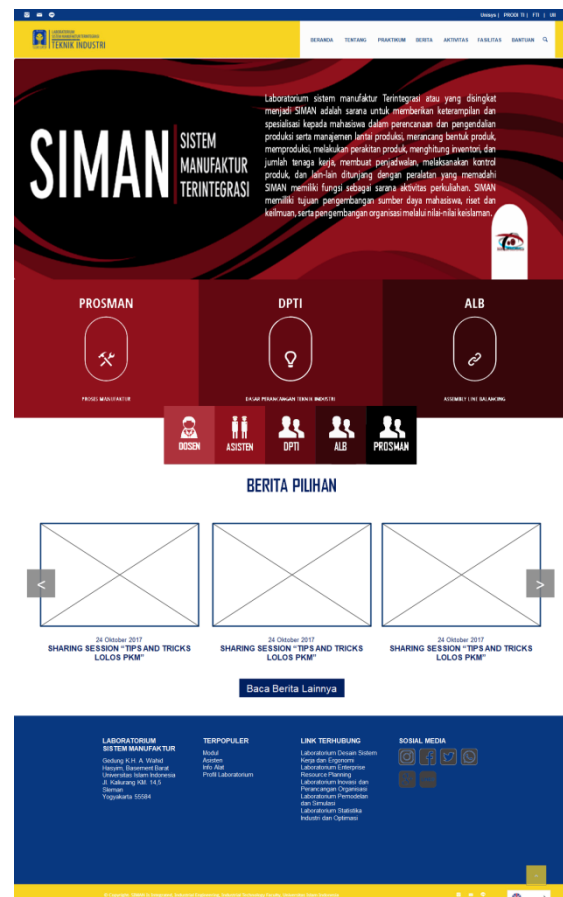 Unisys | PRODI TI | FTI | UII
LABORATORIUM
SISTEM MANUFAKTUR TERINTEGRASI
TEKNIK INDUSTRI
BERANDA TENTANG PRAKTIKUM BERITA AKTIVITAS FASILITAS BANTUAN
SIMAN
SISTEM
MANUFAKTUR
TERINTEGRASI
Laboratorium sistem manufaktur Terintegrasi atau yang disingkat
menjadi SIMAN adalah sarana untuk memberikan keterampilan dan
spesialisasi kepada mahasiswa dalam perencanaan dan pengendalian
produksi serta manajemen lantai produksi, merancang bentuk produk,
memproduksi, melakukan perakitan produk, menghitung inventori, dan
jumlah tenaga kerja, membuat penjadwalan, melaksanakan kontrol
produk, dan lain-lain ditunjang dengan peralatan yang memadahi
SIMAN memiliki fungsi sebagai sarana aktivitas perkuliahan. SIMAN
memilliki tujuan pengembangan sumber daya mahasiswa, riset dan
keilmuan, serta pengembangan organisasi melalui nilai-nilai keislaman.
PROSMAN
PROSES MANUFAKTUR
DPTI
DASAR PERANCANGAN TEKNIK INDUSTRI
ALB
ASSEMBLY LINE BALANCING
DOSEN
ASISTEN
DPTI
ALB
PROSMAN
BERITA PILIHAN
<
>
24 Oktober 2017
SHARING SESSION “TIPS AND TRICKS
LOLOS PKM”
24 Oktober 2017
SHARING SESSION “TIPS AND TRICKS
LOLOS PKM”
24 Oktober 2017
SHARING SESSION “TIPS AND TRICKS
LOLOS PKM”
Baca Berita Lainnya
LABORATORIUM
SISTEM MANUFAKTUR
Gedung K.H. A. Wahid
Hasyim, Basement Barat
Universitas Islam Indonesia
Jl. Kaliurang KM. 14,5
Sleman
Yogyakarta 55584
TERPOPULER
Modul
Asisten
Info Alat
Profil Laboratorium
LINK TERHUBUNG
Laboratorium Desain Sistem
Kerja dan Ergonomi
Laboratorium Enterprise
Resource Planning
Laboratorium Inovasi dan
Perancangan Organisasi
Laboratorium Pemodelan
dan Simulasi
Laboratorium Statistika
Industri dan Optimasi
SOSIAL MEDIA